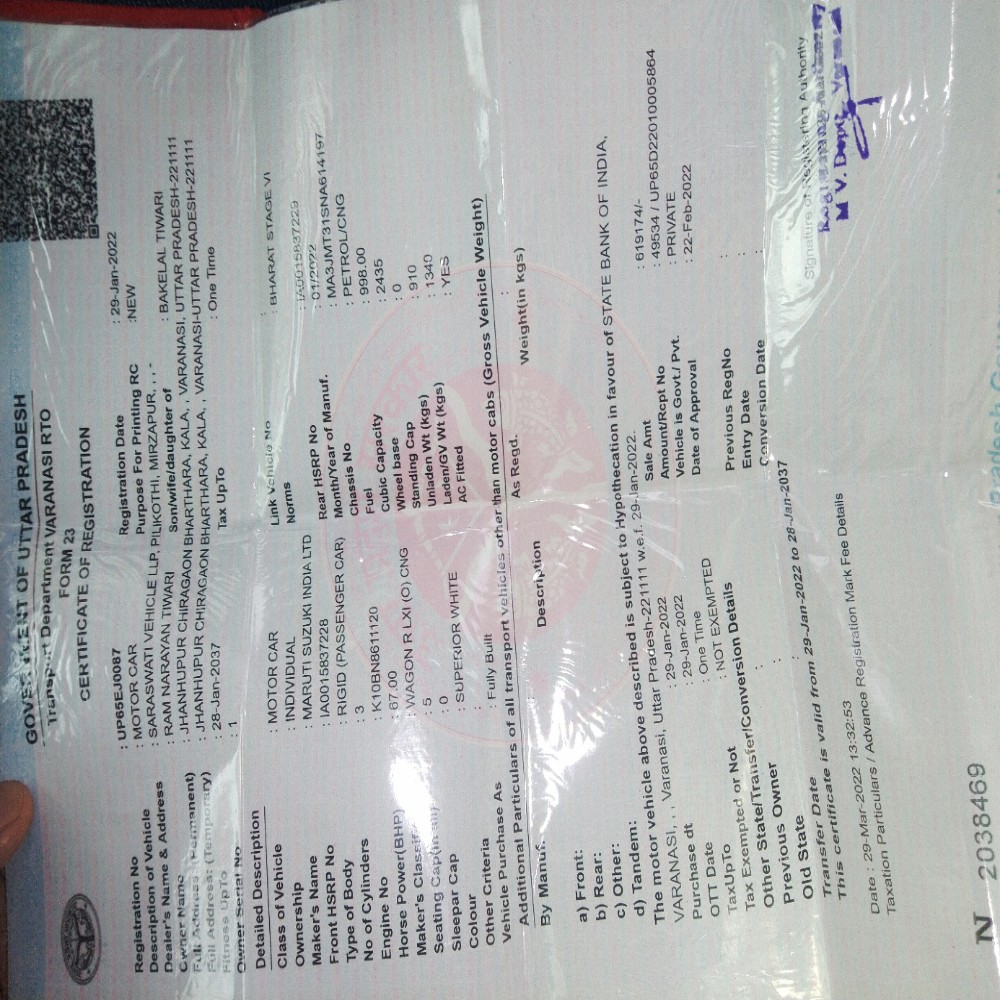 GOVERNMENT OF UTTAR PRADESH
Transport Department VARANASI RTO
FORM 23
CERTIFICATE OF REGISTRATION
Registration No : UP65EJ0087 Registration Date : 29-Jan-2022
Description of Vehicle : MOTOR CAR Purpose For Printing RC :NEW
Dealer's Name & Address : SARASWATI VEHICLE LLP, PILIKOTHI, MIRZAPUR, , , -
Owner Name : RAM NARAYAN TIWARI Son/wife/daughter of : BAKELAL TIWARI
Full Address: (Permanent) : JHANHUPUR CHIRAGAON BHARTHARA, KALA, , VARANASI, UTTAR PRADESH-221111
Full Address: (Temporary) : JHANHUPUR CHIRAGAON BHARTHARA, KALA, , VARANASI-UTTAR PRADESH-221111
Fitness UpTo : 28-Jan-2037 Tax UpTo : One Time
Owner Serial No : 1
Detailed Description
Class of Vehicle : MOTOR CAR Link Vehicle No :
Ownership : INDIVIDUAL Norms : BHARAT STAGE VI
Maker's Name : MARUTI SUZUKI INDIA LTD
Front HSRP No : IA0015837228 Rear HSRP No : IA0015837229
Type of Body : RIGID (PASSENGER CAR) Month/Year of Manuf. : 01/2022
No of Cylinders : 3 Chassis No : MA3JMT31SNA614197
Engine No : K10BN8611120 Fuel : PETROL/CNG
Horse Power(BHP) : 67.00 Cubic Capacity : 998.00
Maker's Classific : WAGON R LXI (O) CNG Wheel base : 2435
Seating Cap(in all) : 5 Standing Cap : 0
Sleepar Cap : 0 Unladen Wt (kgs) : 910
Colour : SUPERIOR WHITE Laden/GV Wt (kgs) : 1340
Other Criteria : AC Fitted : YES
Vehicle Purchase As : Fully Built
Additional Particulars of all transport vehicles other than motor cabs (Gross Vehicle Weight)
By Manuf. Description As Regd. Weight(in kgs)
a) Front:
b) Rear:
c) Other:
d) Tandem:
The motor vehicle above described is subject to Hypothecation in favour of STATE BANK OF INDIA,
VARANASI, , , Varanasi, Uttar Pradesh-221111 w.e.f. 29-Jan-2022.
Purchase dt : 29-Jan-2022 Sale Amt : 619174/-
OTT Date : 29-Jan-2022 Amount/Rcpt No : 49534 / UP65D22010005864
TaxUpTo : One Time Vehicle is Govt./ Pvt. : PRIVATE
Tax Exempted or Not : NOT EXEMPTED Date of Approval : 22-Feb-2022
Other State/Transfer/Conversion Details
Previous Owner : Previous RegNo :
Old State : Entry Date :
Transfer Date : Conversion Date :
This certificate is valid from 29-Jan-2022 to 28-Jan-2037
Date : 29-Mar-2022 13:32:53
Taxation Particulars / Advance Registration Mark Fee Details
Signature of Registering Authority
M V. Deptt.
N 2038469